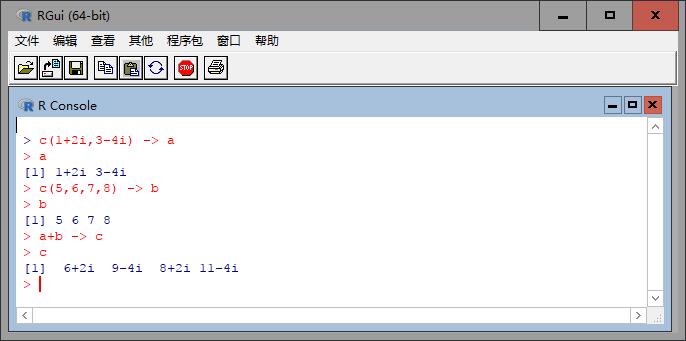 RGui (64-bit)
文件 编辑 查看 其他 程序包 窗口 帮助
STOP
R Console
> c(1+2i,3-4i) -> a
> a
[1] 1+2i 3-4i
> c(5,6,7,8) -> b
> b
[1] 5 6 7 8
> a+b -> c
> c
[1]  6+2i  9-4i  8+2i 11-4i
>